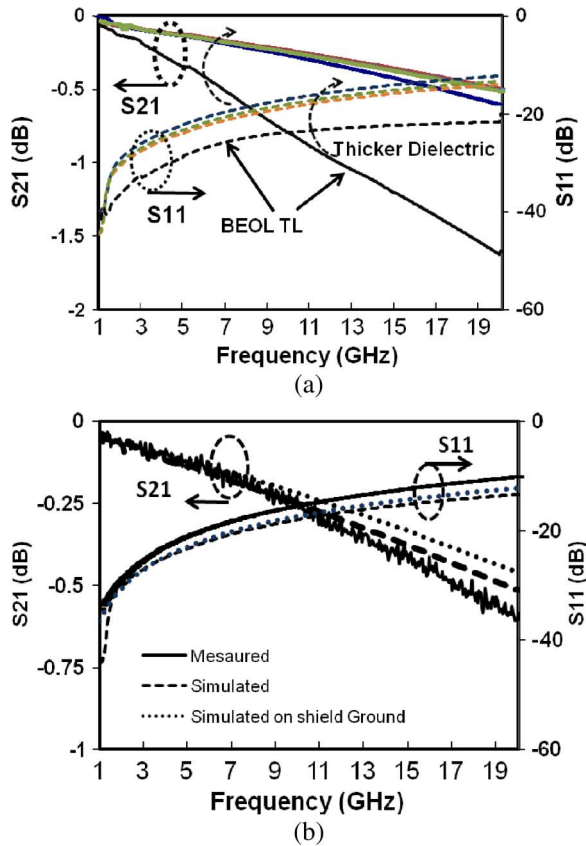 0
-0.5
-1
-1.5
-2
S21 (dB)
S21
S11
BEOL TL
Thicker Dielectric
0
-20
-40
-60
S11 (dB)
1 3 5 7 9 11 13 15 17 19
Frequency (GHz)
(a)
0
-0.25
-0.5
-0.75
-1
S21 (dB)
S21
S11
Mesaured
Simulated
Simulated on shield Ground
0
-20
-40
-60
S11 (dB)
1 3 5 7 9 11 13 15 17 19
Frequency (GHz)
(b)